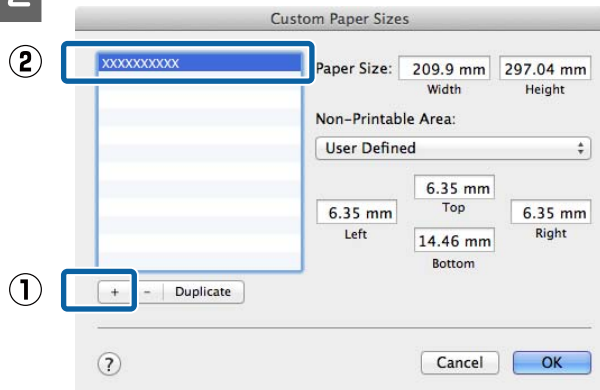 2
Custom Paper Sizes
② XXXXXXXXXX
Paper Size: 209.9 mm 297.04 mm
Width Height
Non-Printable Area:
User Defined
6.35 mm
Top
6.35 mm 6.35 mm
Left Right
14.46 mm
Bottom
① + - Duplicate
? Cancel OK